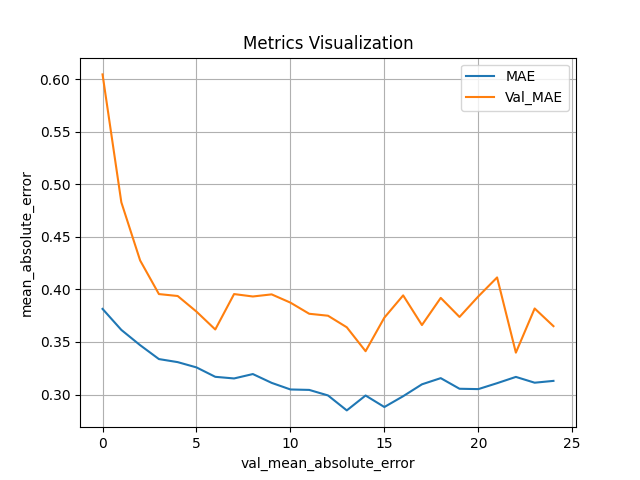 Metrics Visualization
MAE
Val_MAE
0.60
0.55
0.50
0.45
0.40
0.35
0.30
mean_absolute_error
0 5 10 15 20 25
val_mean_absolute_error